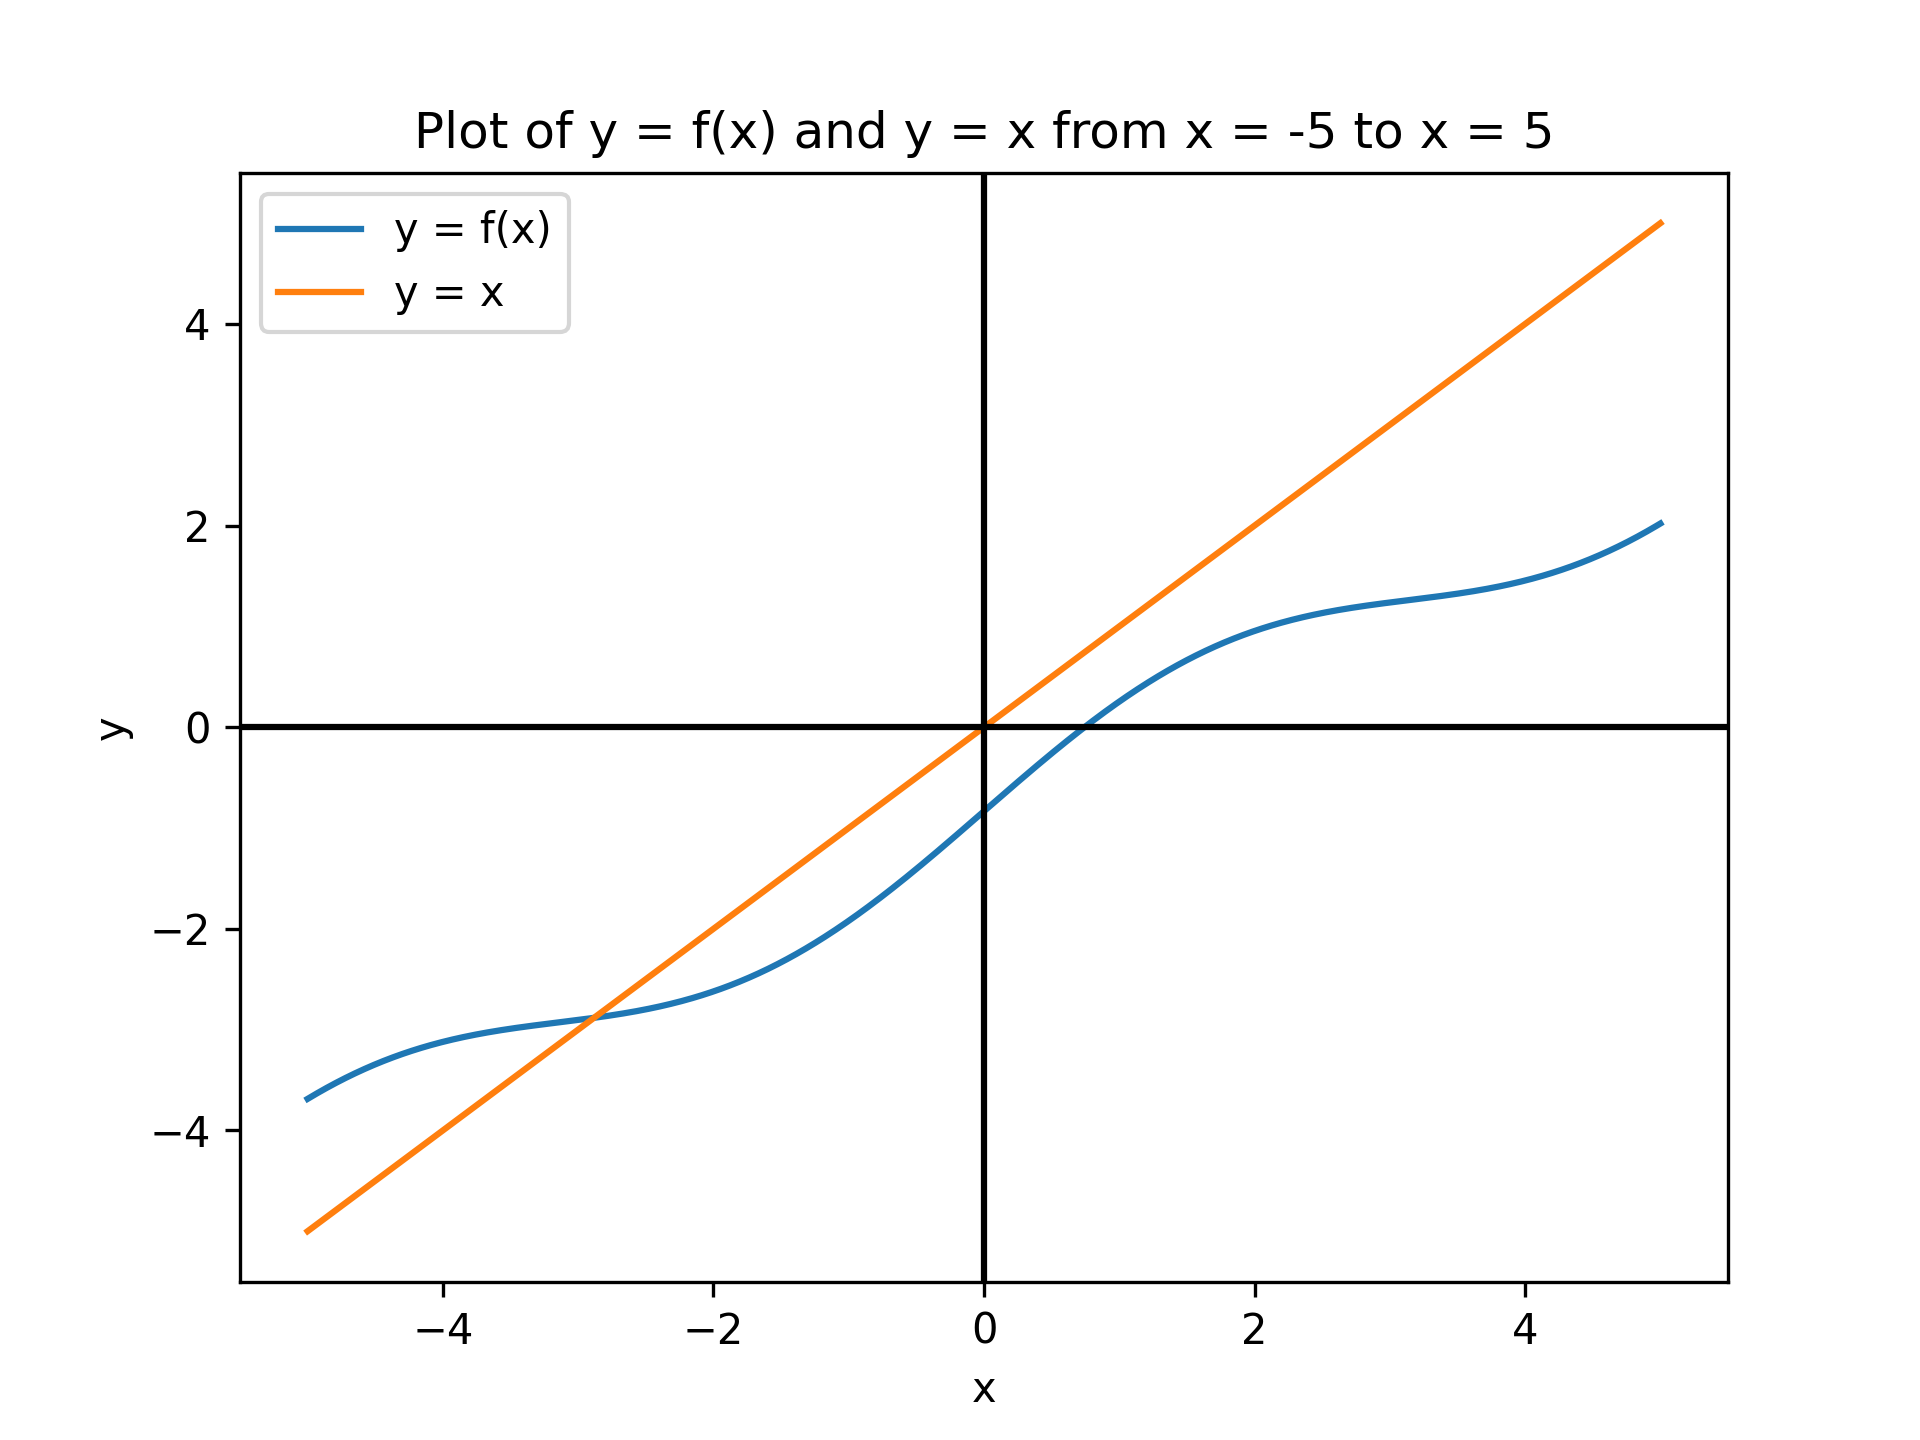 Plot of y = f(x) and y = x from x = -5 to x = 5
y = f(x)
y = x
4
2
0
−2
−4
y
−4
−2
0
2
4
x